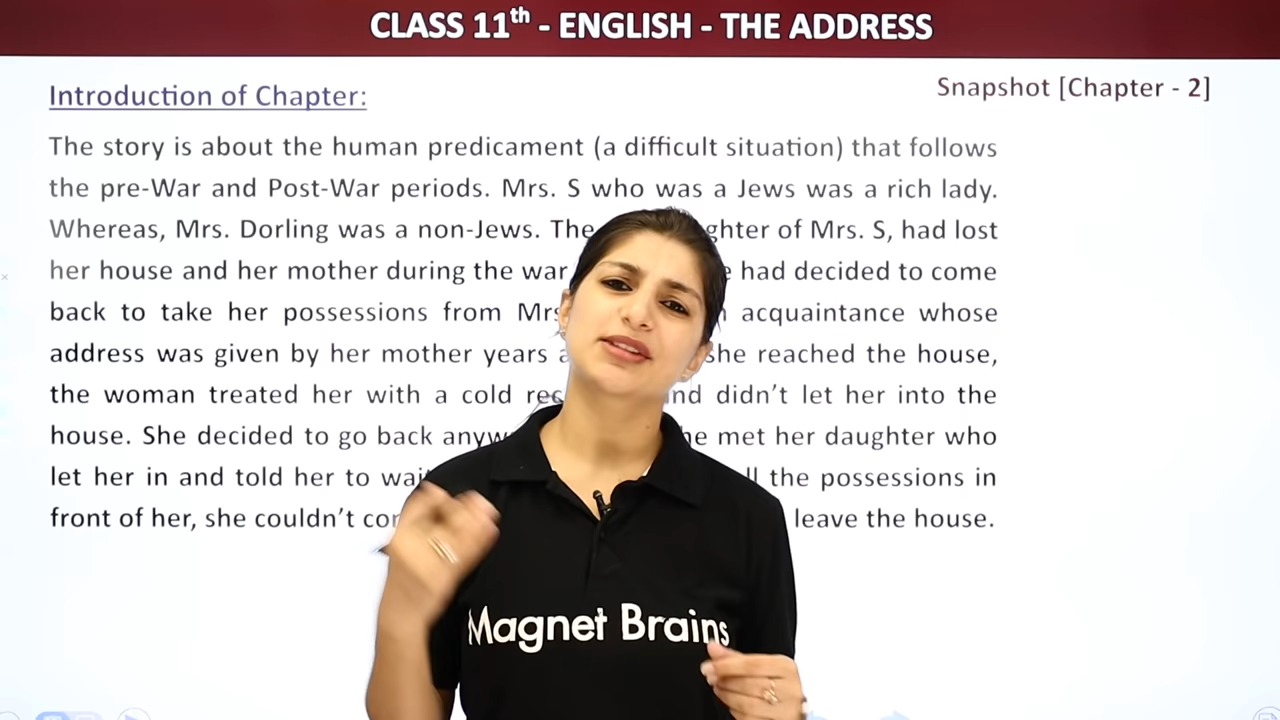 CLASS 11th - ENGLISH - THE ADDRESS
Snapshot [Chapter - 2]
Introduction of Chapter:
The story is about the human predicament (a difficult situation) that follows
the pre-War and Post-War periods. Mrs. S who was a Jews was a rich lady.
Whereas, Mrs. Dorling was a non-Jews. The of Mrs. S, had lost
her house and her mother during the war had decided to come
back to take her possessions from acquaintance whose
address was given by her mother years she reached the house,
the woman treated her with a cold didn't let her into the
house. She decided to go back met her daughter who
let her in and told her to the possessions in
front of her, she couldn't leave the house.
Magnet Brains